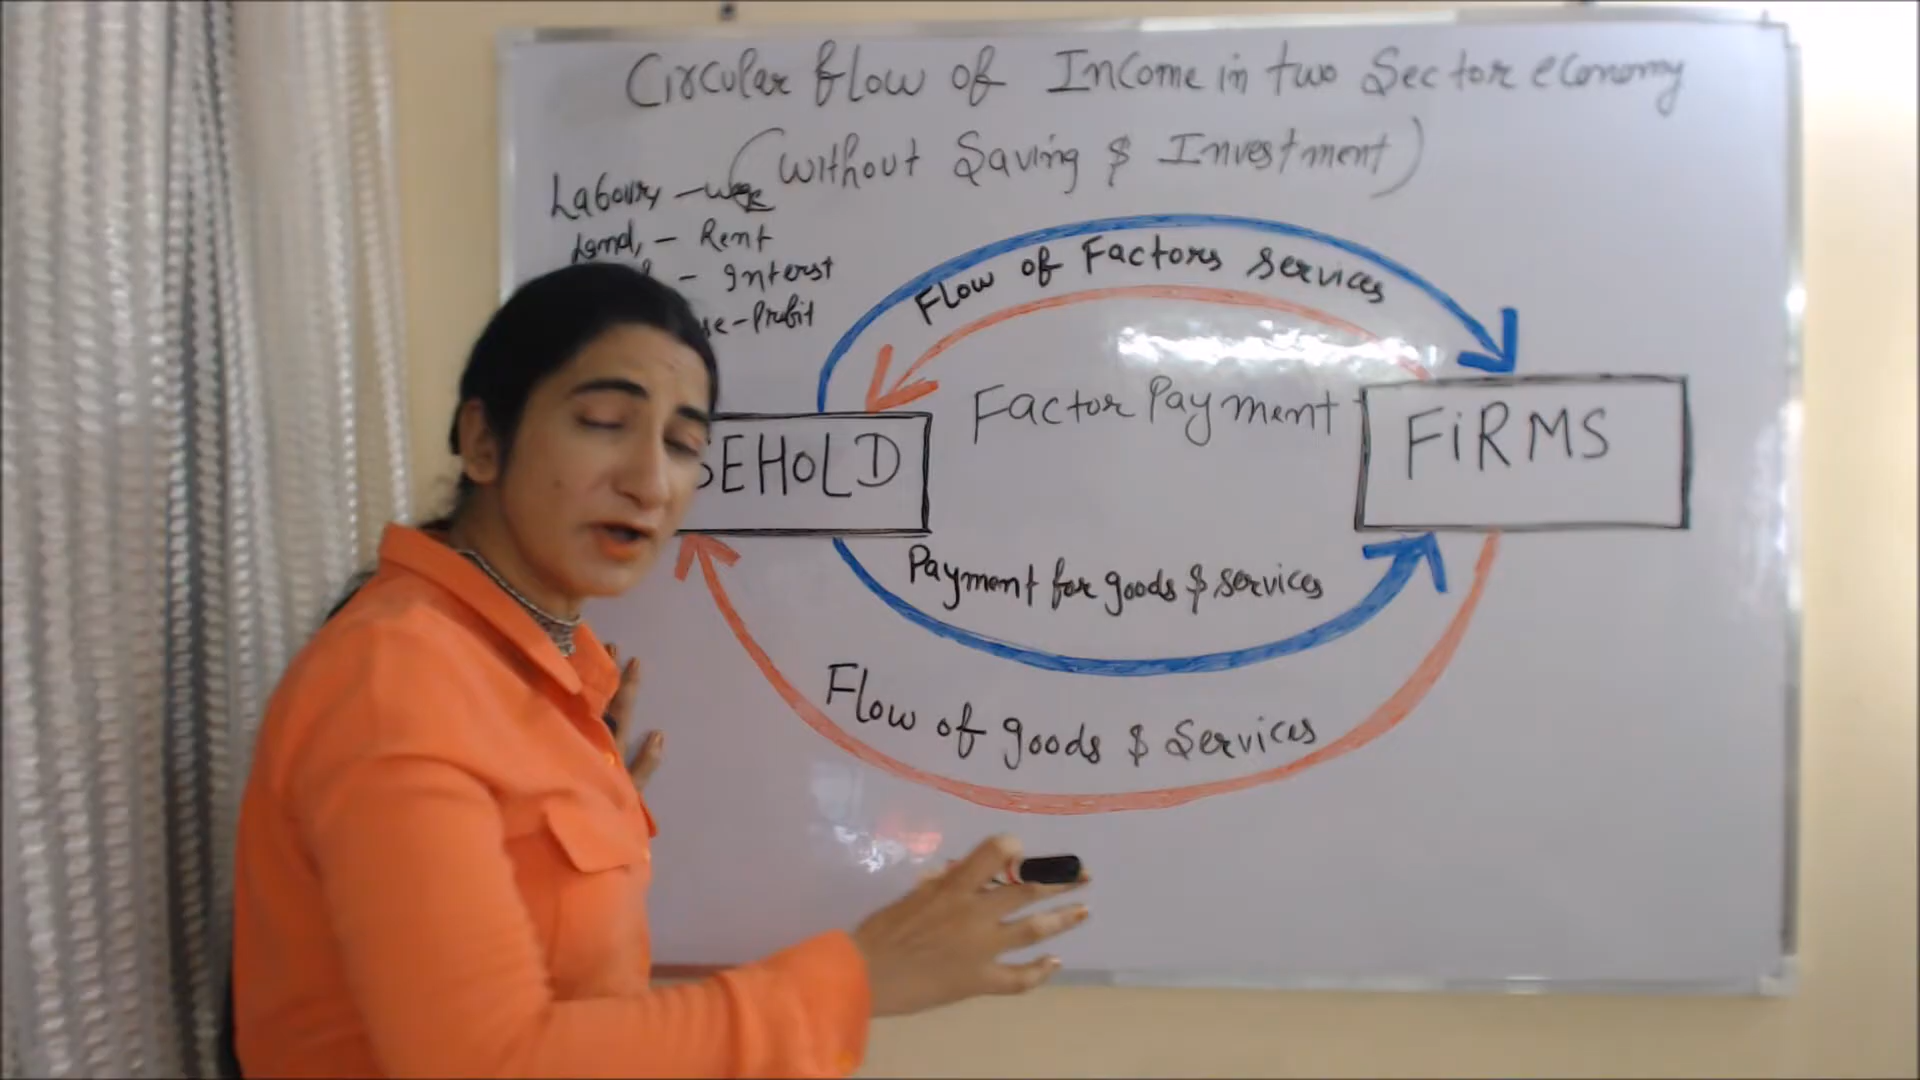 Circular flow of Income in two Sector economy
(without Saving $ Investment)
Labour, - wage
Land, - Rent
- Interst
- Profit
Flow of Factors services
Factor Payment
SEHOLD
FiRMS
Payment for goods $ services
Flow of goods $ Services